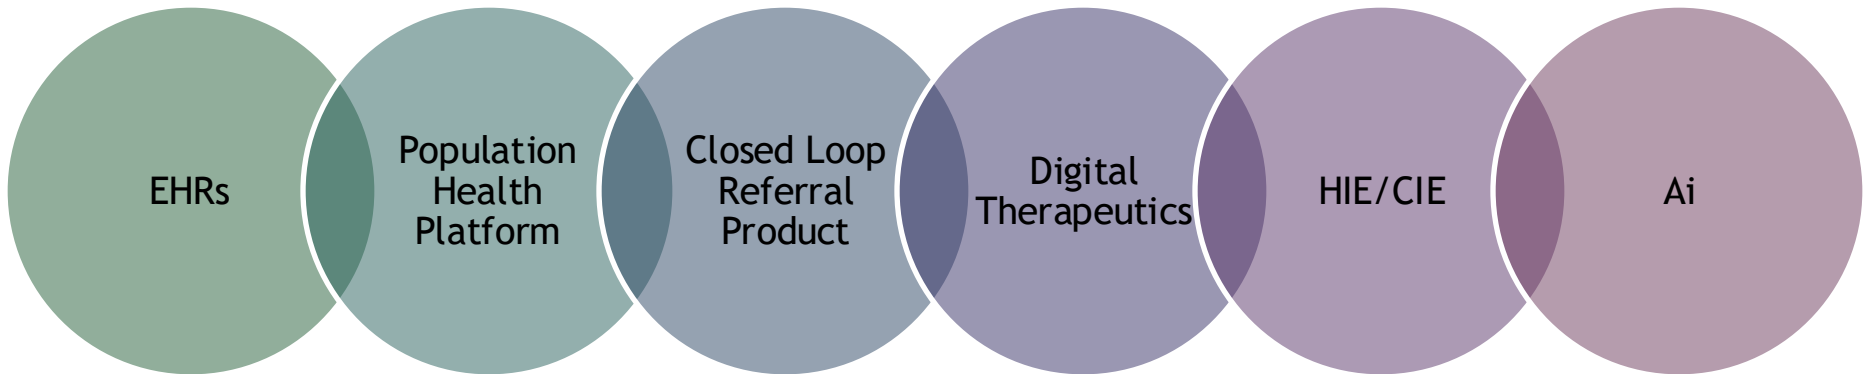 EHRs
Population
Health
Platform
Closed Loop
Referral
Product
Digital
Therapeutics
HIE/CIE
Ai